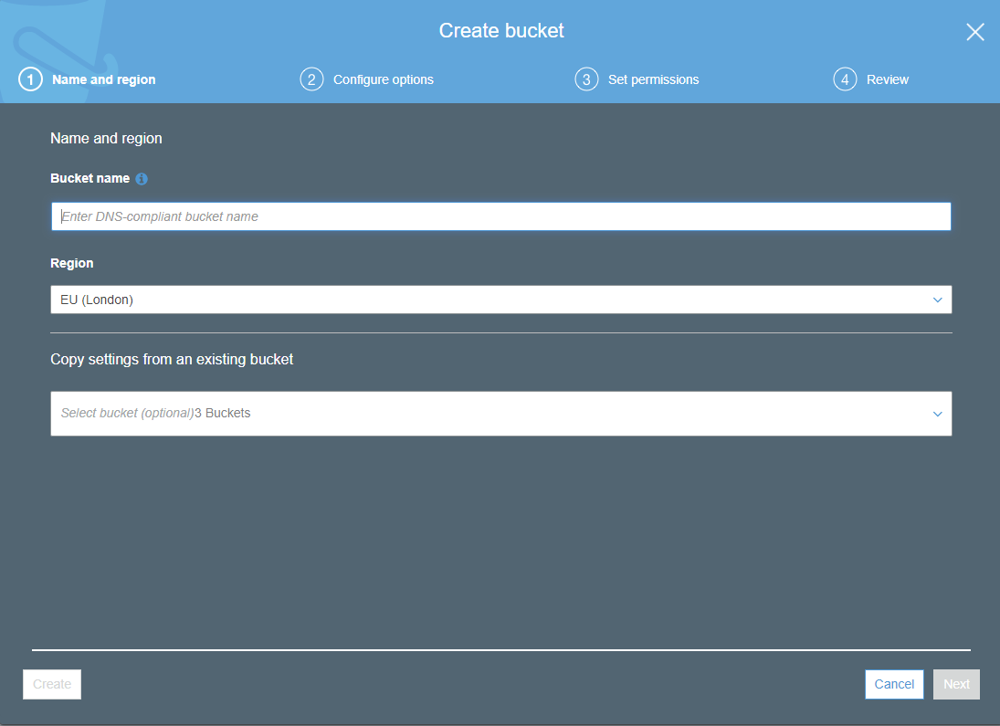 Create bucket
1 Name and region
2 Configure options
3 Set permissions
4 Review
Name and region
Bucket name
Enter DNS-compliant bucket name
Region
EU (London)
Copy settings from an existing bucket
Select bucket (optional)3 Buckets
Create
Cancel
Next